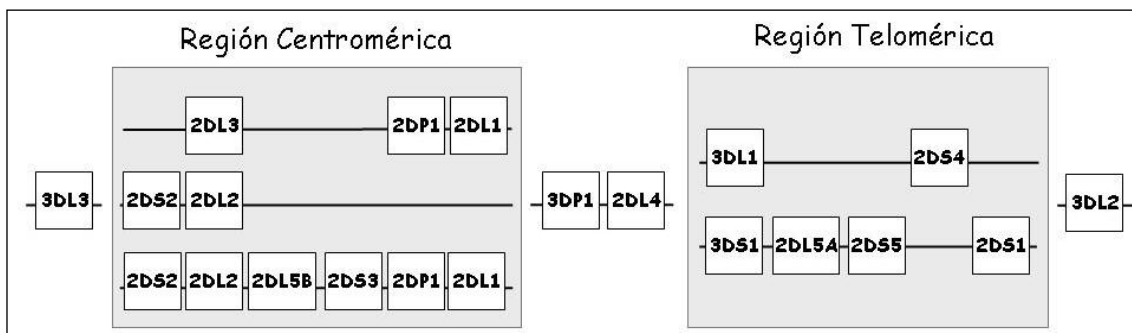 Región Centromérica
Región Telomérica
2DL3 2DP1 2DL1
3DL1 2DS4
3DL3 2DS2 2DL2 3DP1 2DL4 3DL2
3DS1 2DL5A 2DS5 2DS1
2DS2 2DL2 2DL5B 2DS3 2DP1 2DL1